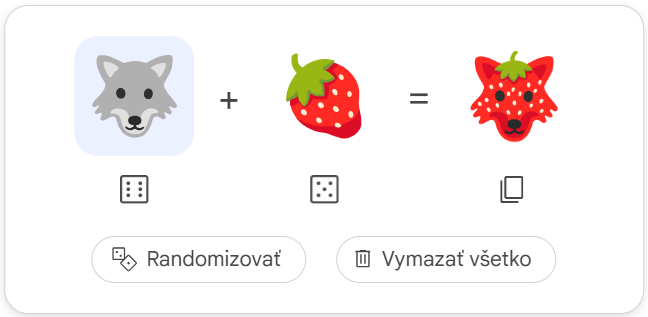 + =
Randomizovať Vymazať všetko